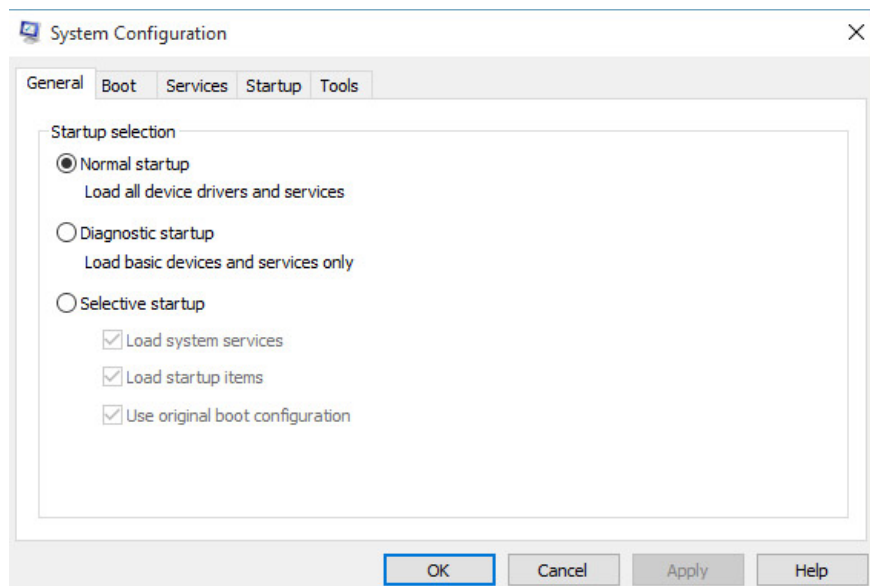 System Configuration
General Boot Services Startup Tools
Startup selection
Normal startup
Load all device drivers and services
Diagnostic startup
Load basic devices and services only
Selective startup
Load system services
Load startup items
Use original boot configuration
OK Cancel Apply Help